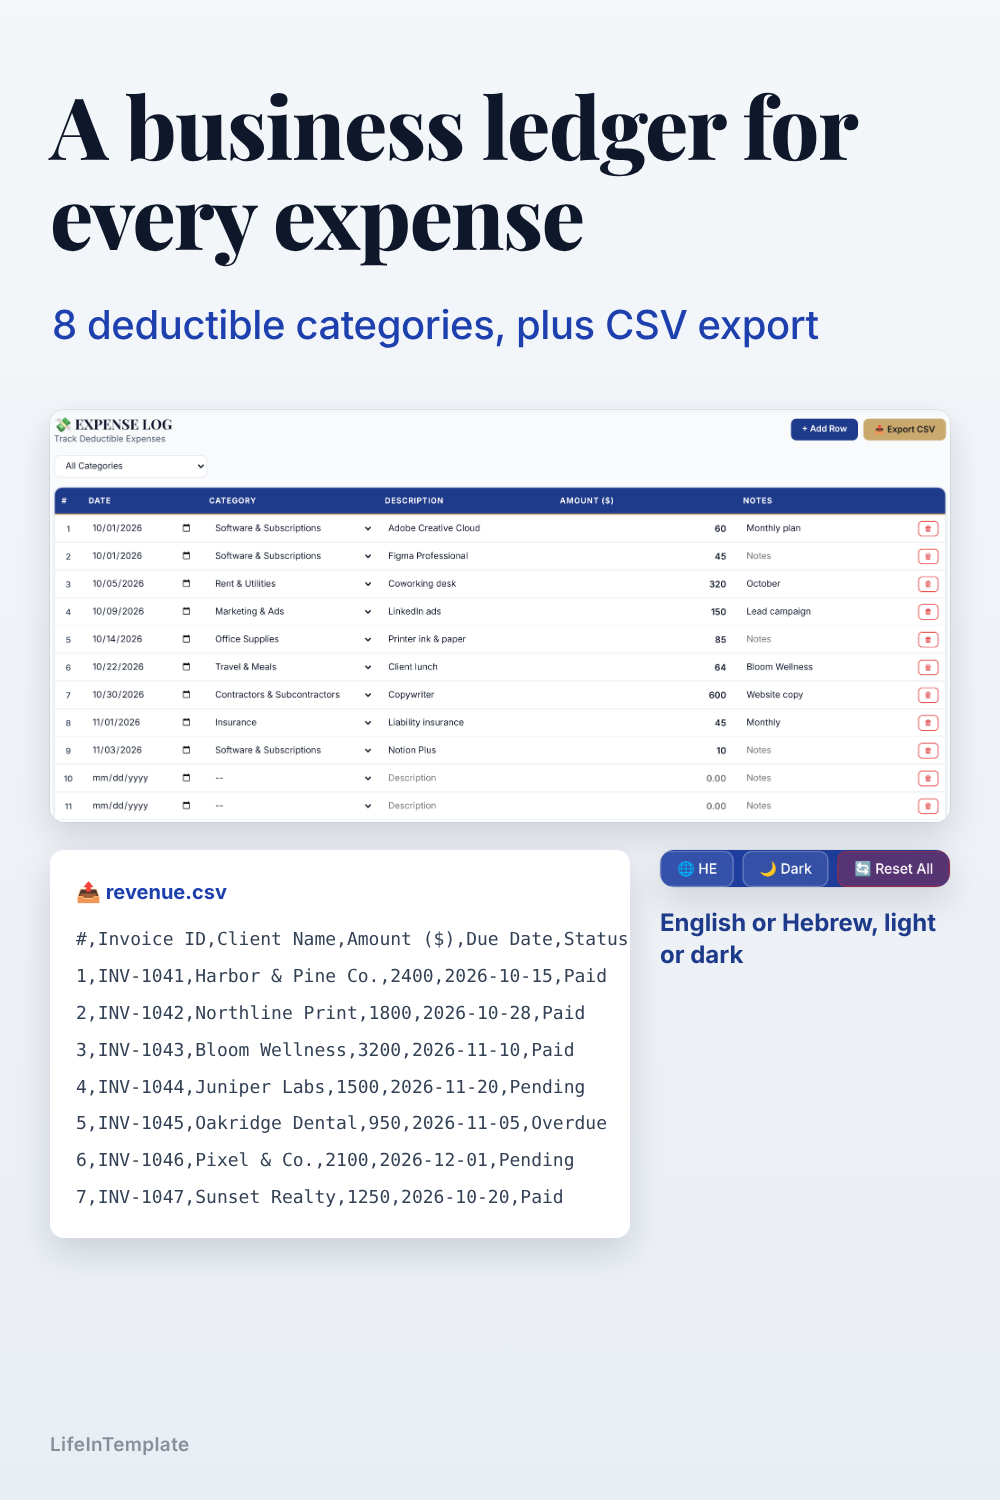 A business ledger for
every expense
8 deductible categories, plus CSV export
💸 EXPENSE LOG
Track Deductible Expenses
+ Add Row
📤 Export CSV
All Categories
# DATE CATEGORY DESCRIPTION AMOUNT ($) NOTES
1 10/01/2026 Software & Subscriptions Adobe Creative Cloud 60 Monthly plan
2 10/01/2026 Software & Subscriptions Figma Professional 45 Notes
3 10/05/2026 Rent & Utilities Coworking desk 320 October
4 10/09/2026 Marketing & Ads LinkedIn ads 150 Lead campaign
5 10/14/2026 Office Supplies Printer ink & paper 85 Notes
6 10/22/2026 Travel & Meals Client lunch 64 Bloom Wellness
7 10/30/2026 Contractors & Subcontractors Copywriter 600 Website copy
8 11/01/2026 Insurance Liability insurance 45 Monthly
9 11/03/2026 Software & Subscriptions Notion Plus 10 Notes
10 mm/dd/yyyy -- Description 0.00 Notes
11 mm/dd/yyyy -- Description 0.00 Notes
📤 revenue.csv
#,Invoice ID,Client Name,Amount ($),Due Date,Status
1,INV-1041,Harbor & Pine Co.,2400,2026-10-15,Paid
2,INV-1042,Northline Print,1800,2026-10-28,Paid
3,INV-1043,Bloom Wellness,3200,2026-11-10,Paid
4,INV-1044,Juniper Labs,1500,2026-11-20,Pending
5,INV-1045,Oakridge Dental,950,2026-11-05,Overdue
6,INV-1046,Pixel & Co.,2100,2026-12-01,Pending
7,INV-1047,Sunset Realty,1250,2026-10-20,Paid
🌐 HE
🌙 Dark
🔄 Reset All
English or Hebrew, light
or dark
LifeInTemplate